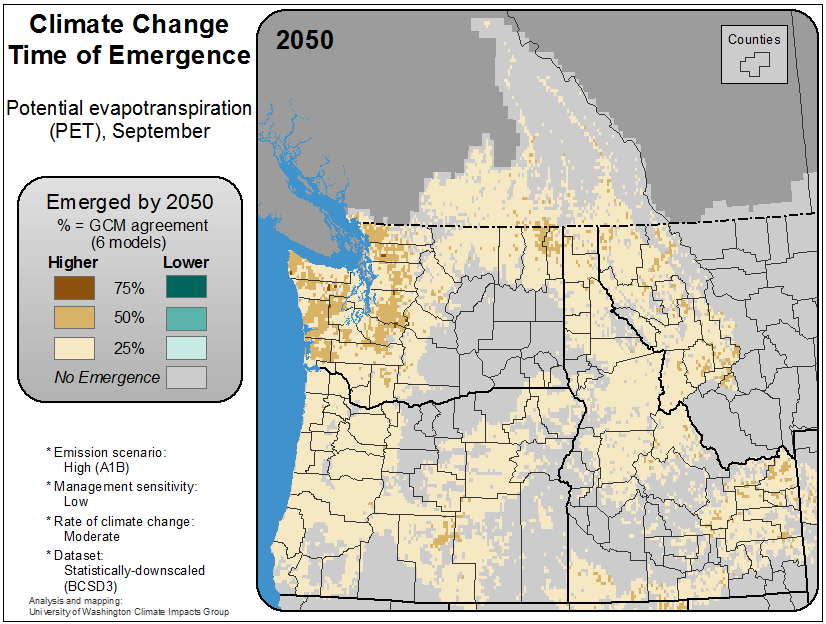 Climate Change
Time of Emergence
Potential evapotranspiration
(PET), September
Emerged by 2050
% = GCM agreement
(6 models)
Higher
Lower
75%
50%
25%
No Emergence
* Emission scenario:
High (A1B)
* Management sensitivity:
Low
* Rate of climate change:
Moderate
* Dataset:
Statistically-downscaled
(BCSD3)
Analysis and mapping:
University of Washington Climate Impacts Group
2050
Counties